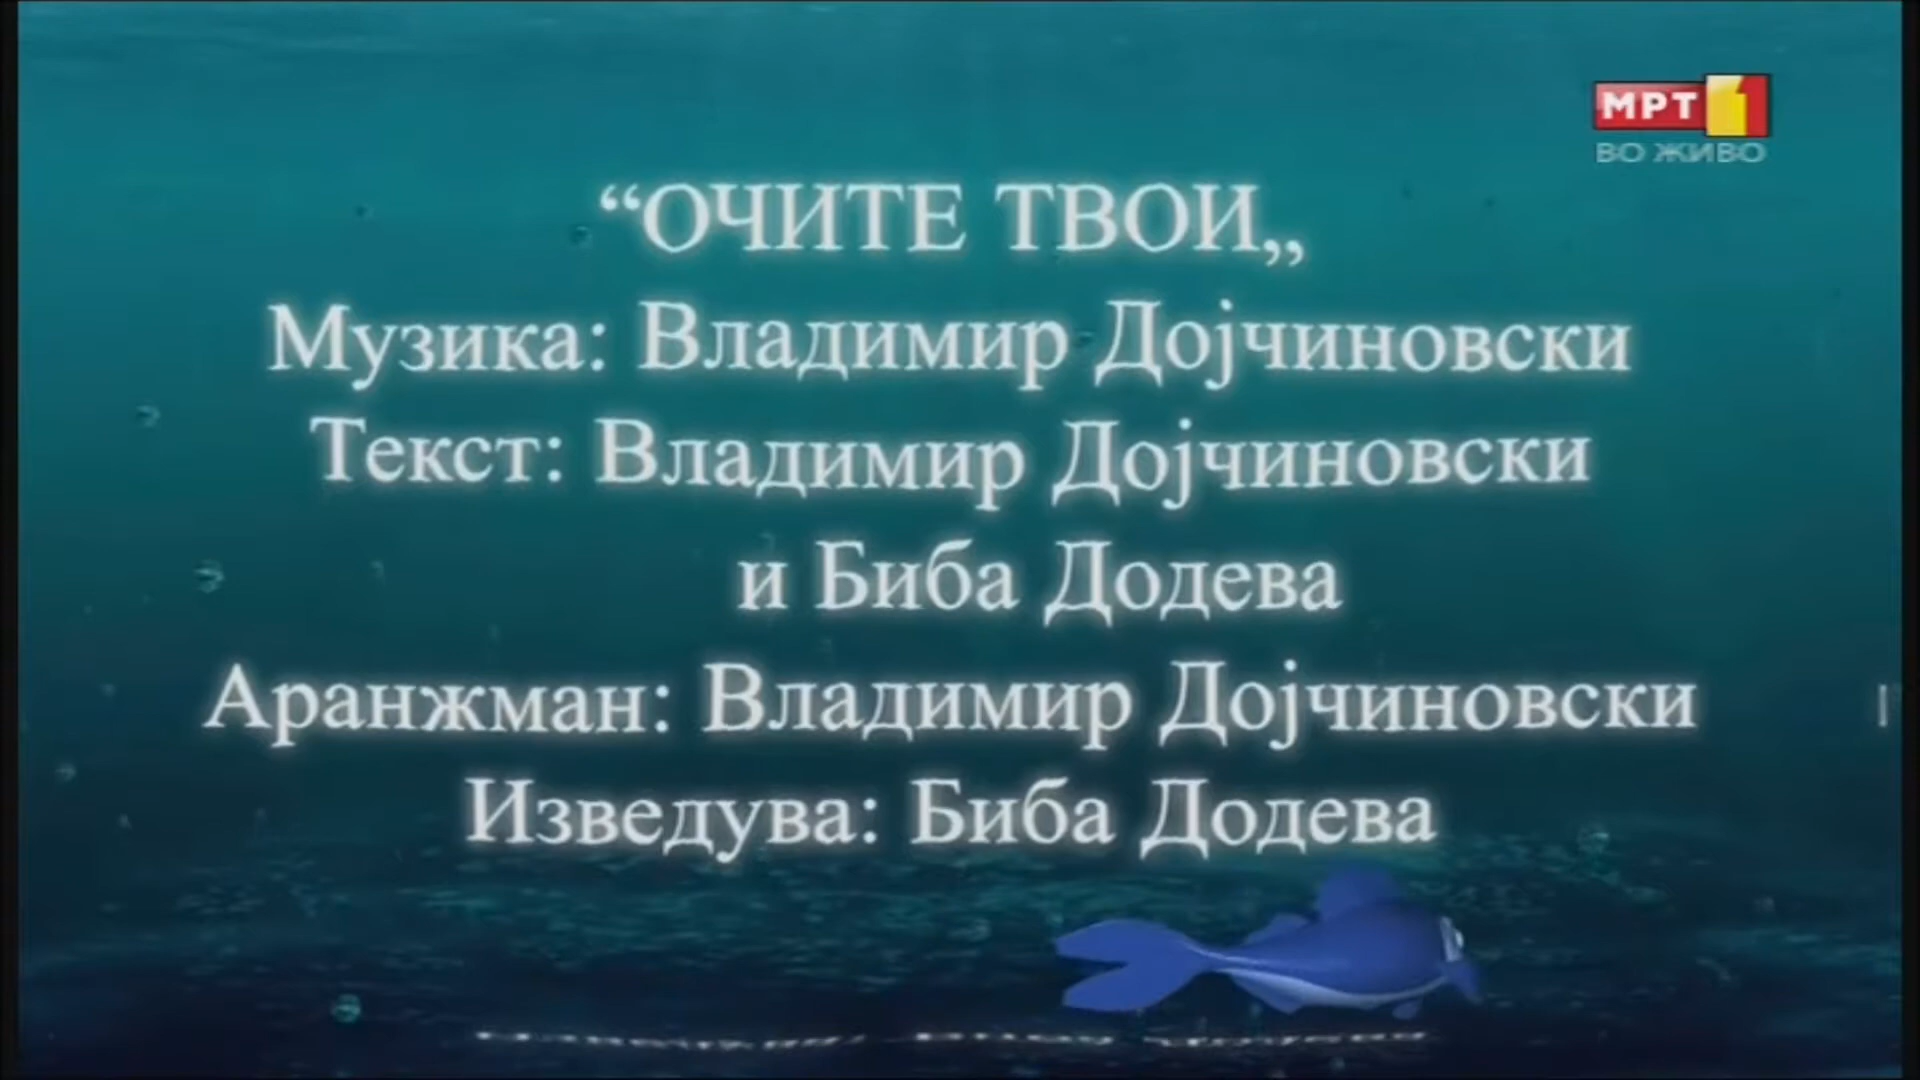 МРТ 1
ВО ЖИВО
“ОЧИТЕ ТВОИ„
Музика: Владимир Дојчиновски
Текст: Владимир Дојчиновски
и Биба Додева
Аранжман: Владимир Дојчиновски
Изведува: Биба Додева